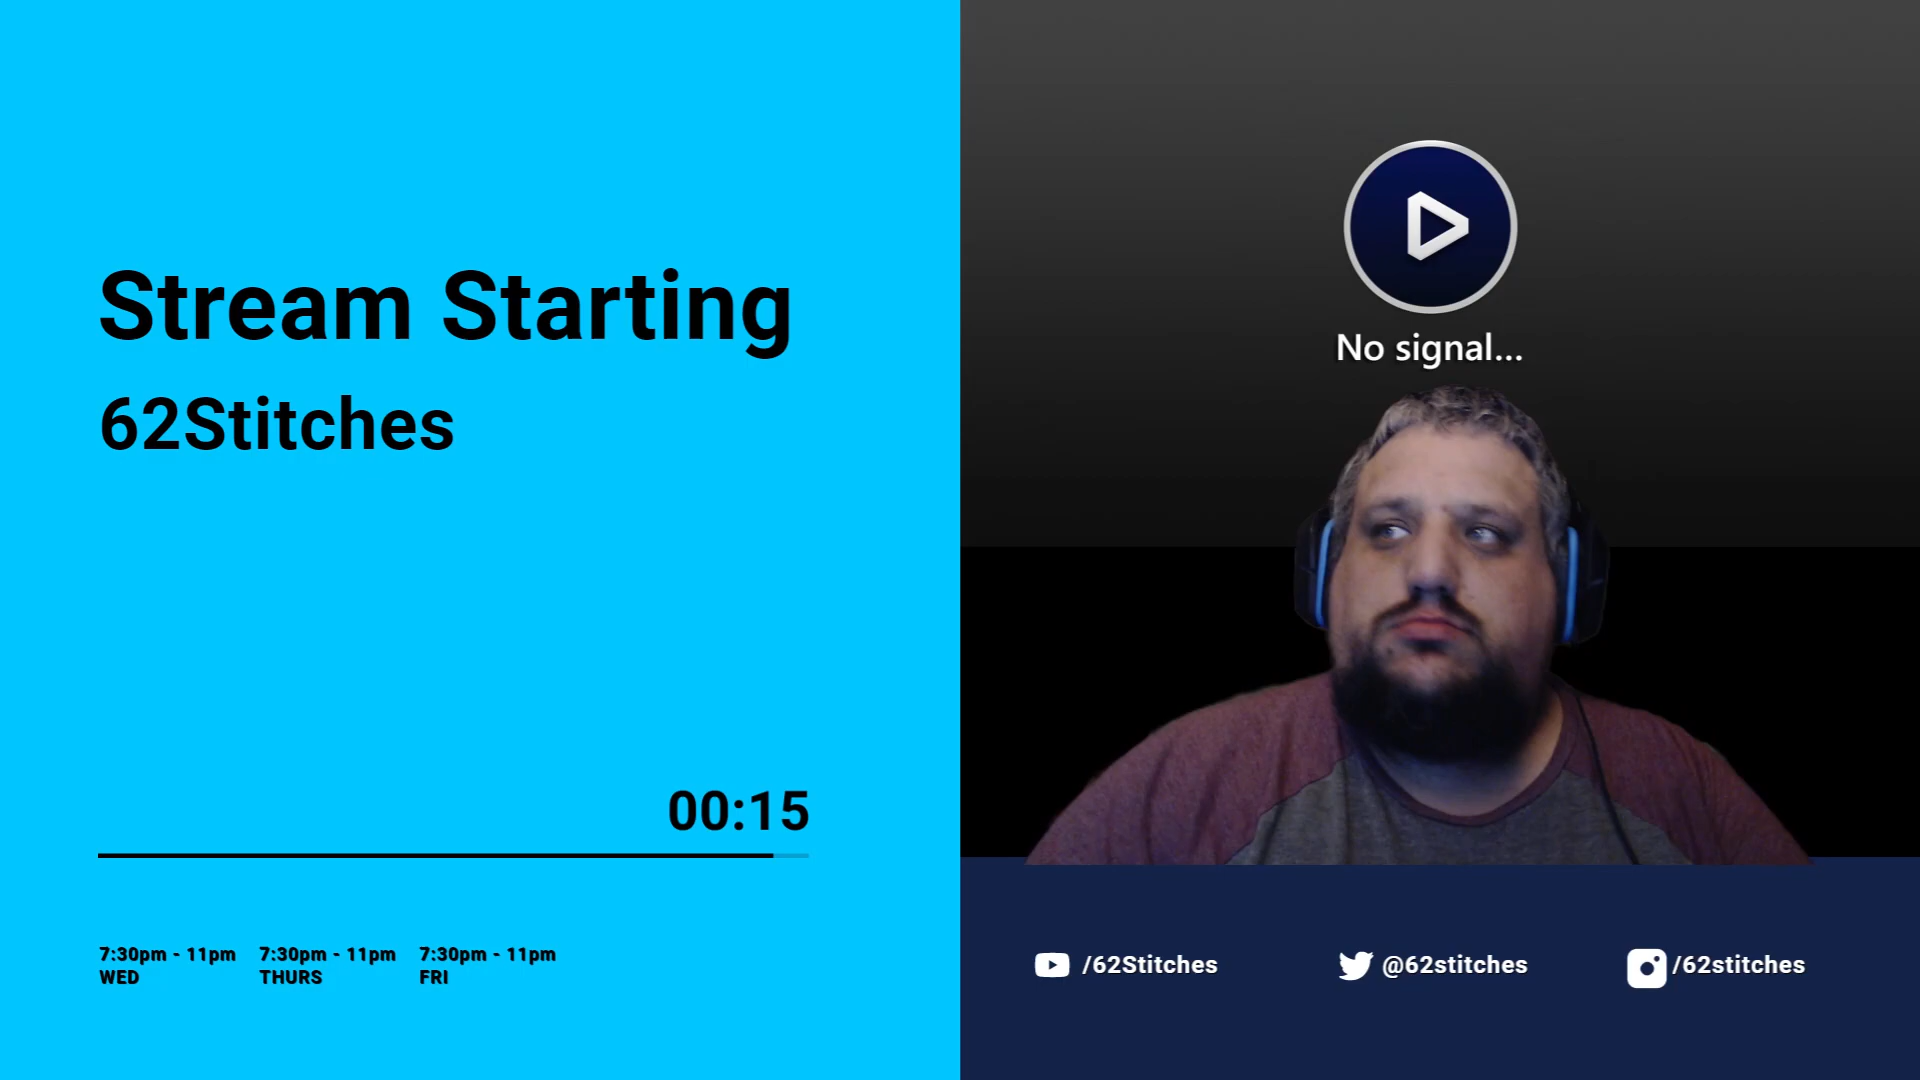 Stream Starting
62Stitches
00:15
7:30pm - 11pm
WED
7:30pm - 11pm
THURS
7:30pm - 11pm
FRI
No signal...
/62Stitches
@62stitches
/62stitches